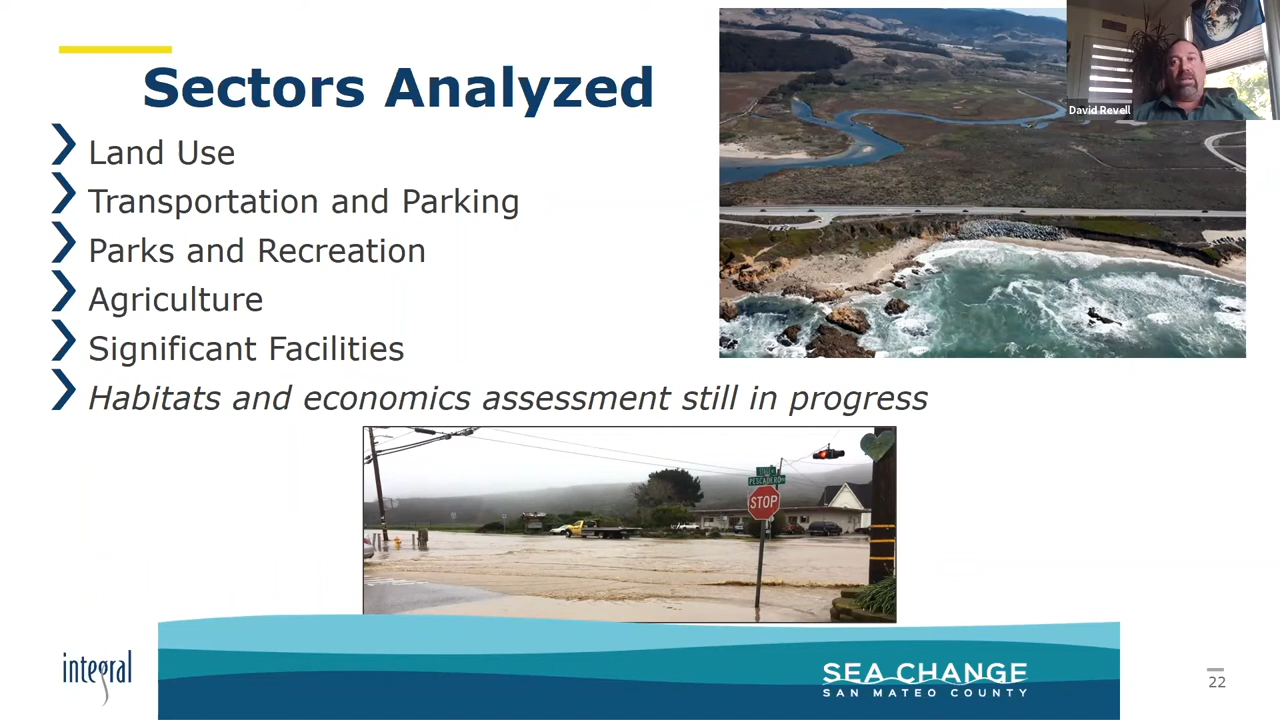 Sectors Analyzed
David Revell
Land Use
Transportation and Parking
Parks and Recreation
Agriculture
Significant Facilities
Habitats and economics assessment still in progress
PESCADERO
STOP
integral
SEA CHANGE
SAN MATEO COUNTY
22